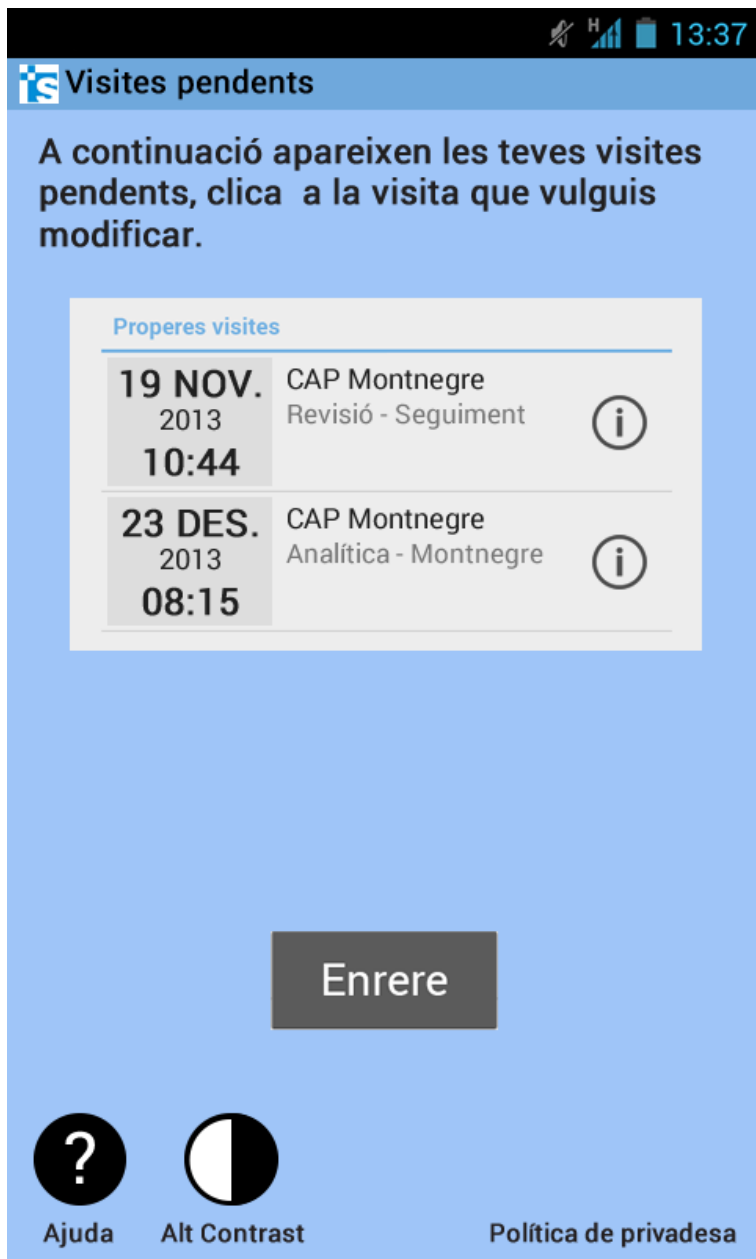 H 13:37
Visites pendents
A continuació apareixen les teves visites
pendents, clica a la visita que vulguis
modificar.
Properes visites
19 NOV.
2013
10:44
CAP Montnegre
Revisió - Seguiment
23 DES.
2013
08:15
CAP Montnegre
Analítica - Montnegre
Enrere
?
Ajuda
Alt Contrast
Política de privadesa